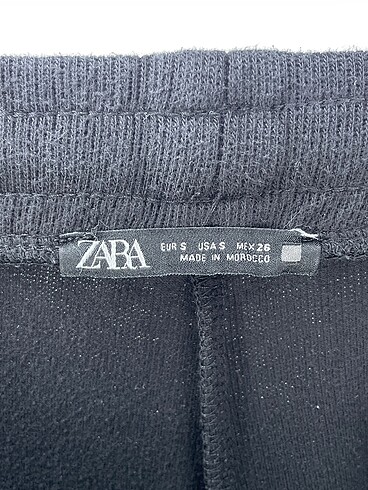 ZARA
EUR S USA S MEX 26
MADE IN MOROCCO